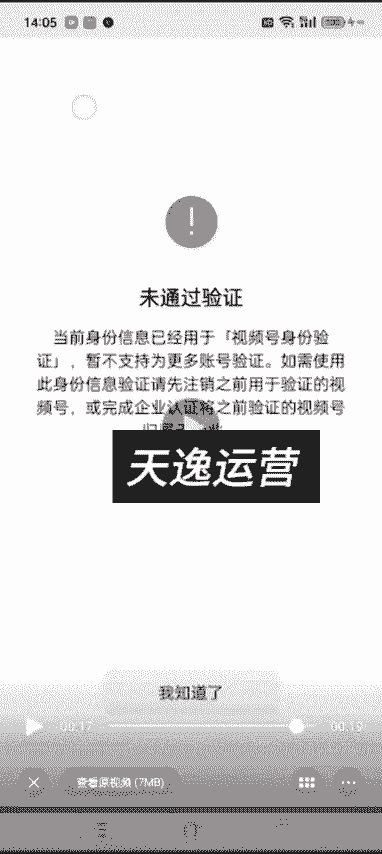 14:05
未通过验证
当前身份信息已经用于「视频号身份验
证」，暂不支持为更多账号验证。如需使用
此身份信息验证请先注销之前用于验证的视
频号，或完成企业认证将之前验证的视频号
天逸运营
我知道了
00:17
00:19
查看原视频 (7MB)